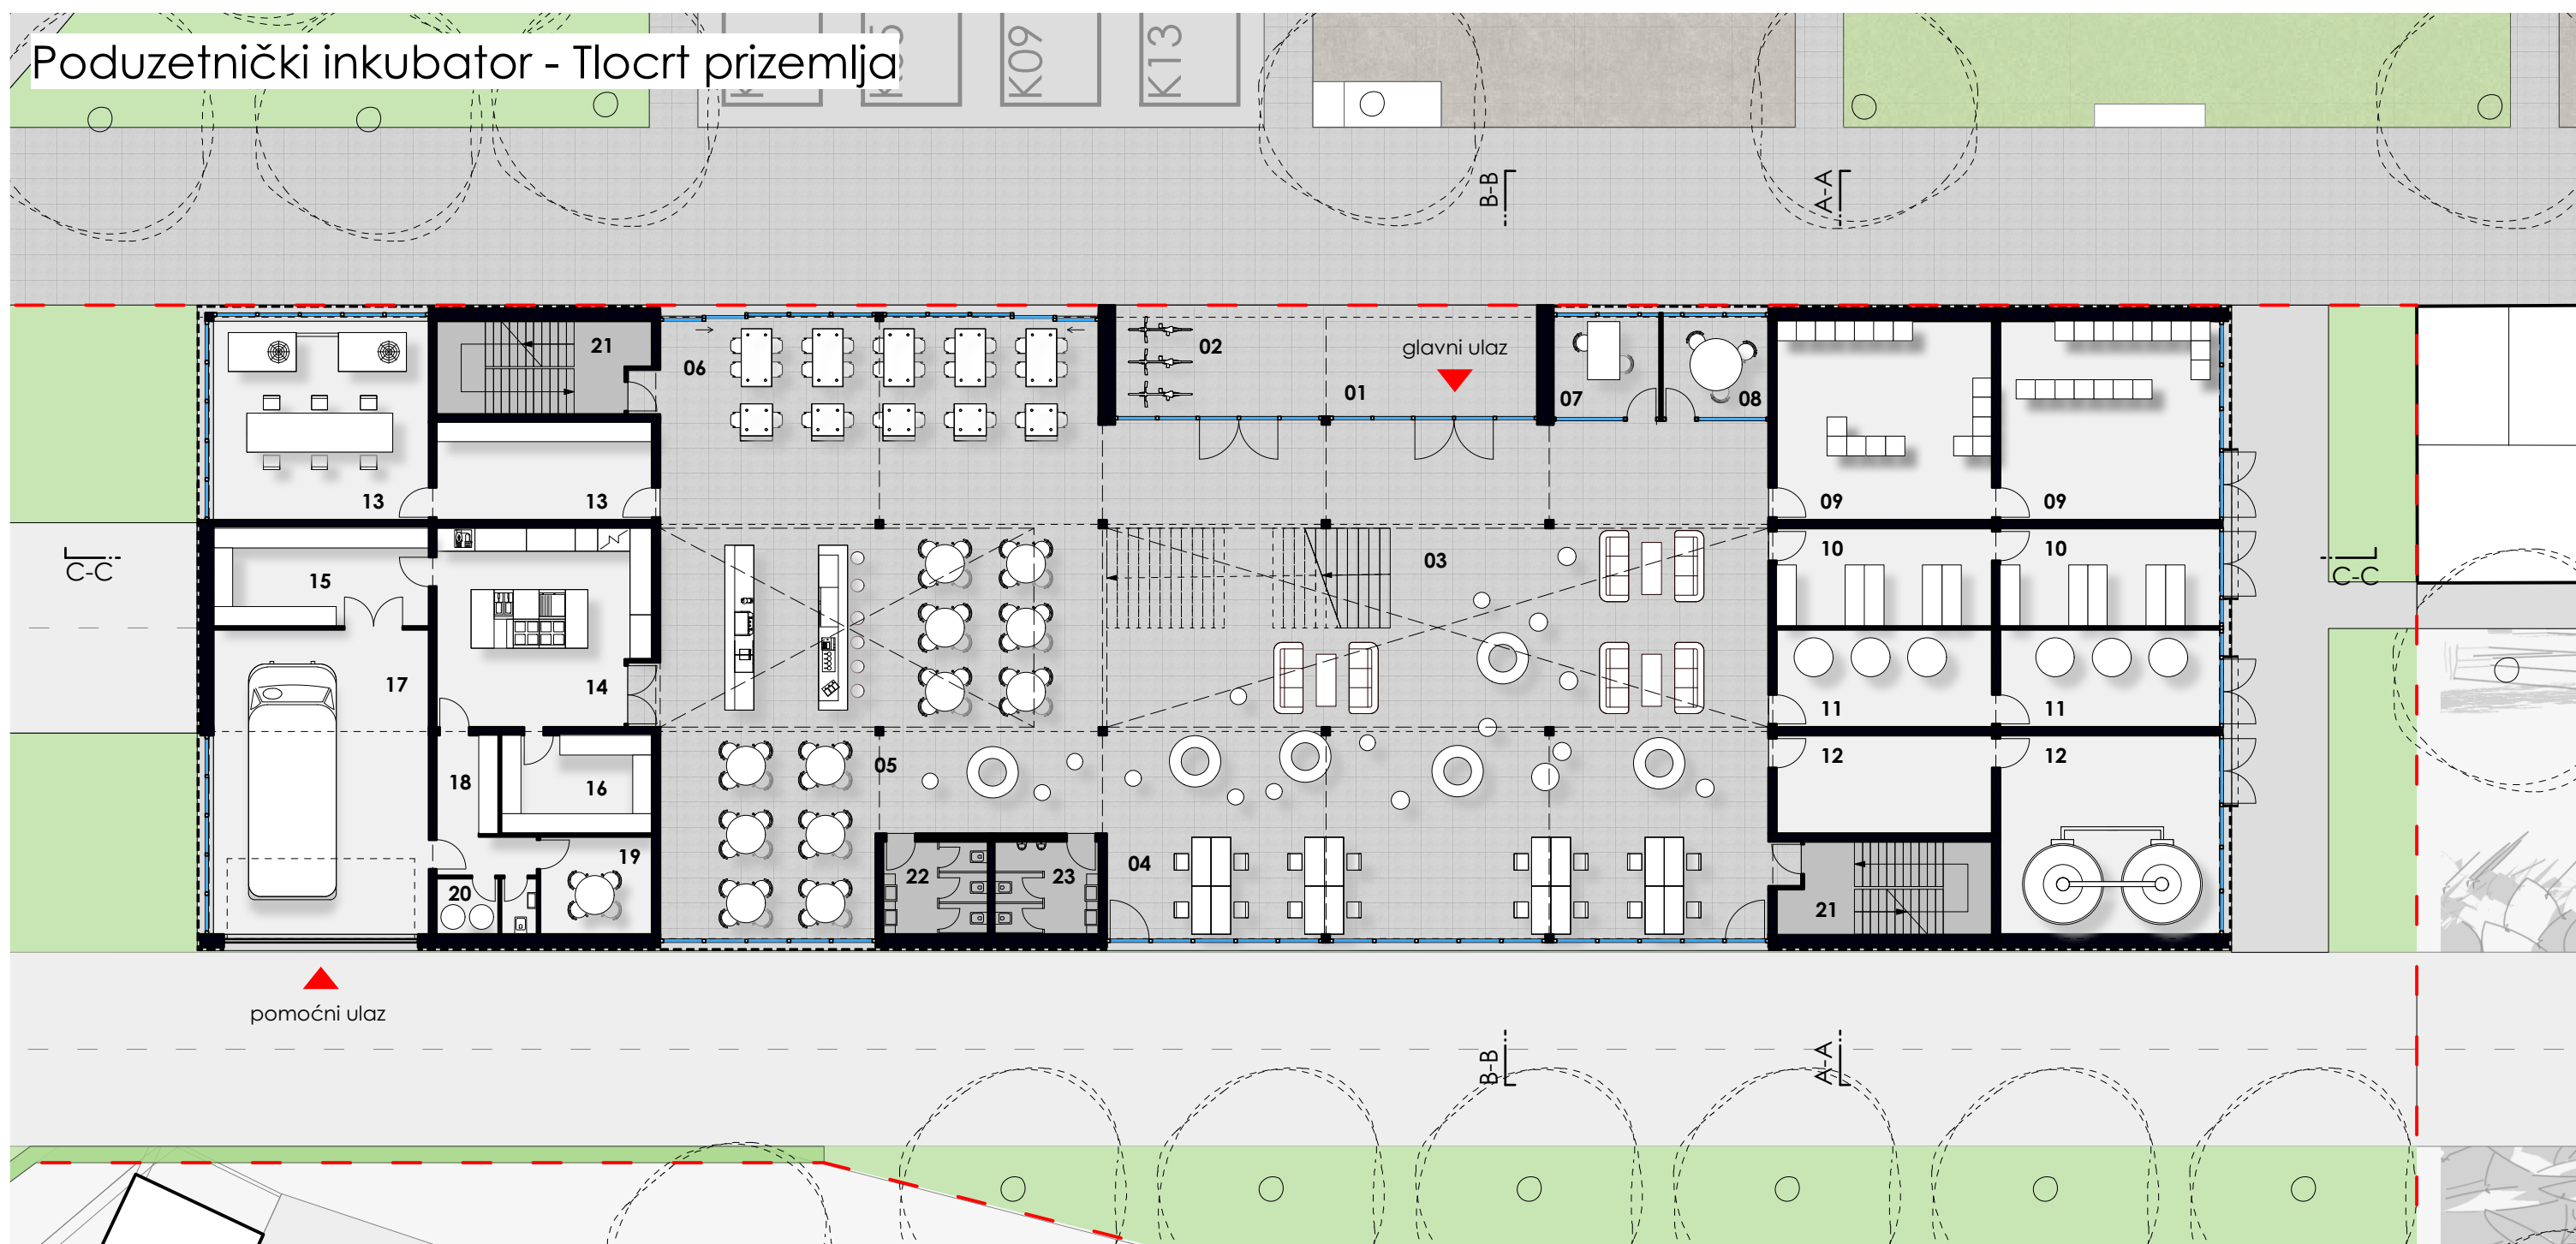 Poduzetnički inkubator - Tlocrt prizemlja
K09
K13
B-B
A-A
21
02
glavni ulaz
06
01
07
08
13
13
09
09
C-C
15
03
10
10
C-C
17
14
11
11
05
12
12
18
16
19
20
22
23
04
21
pomoćni ulaz
B-B
A-A